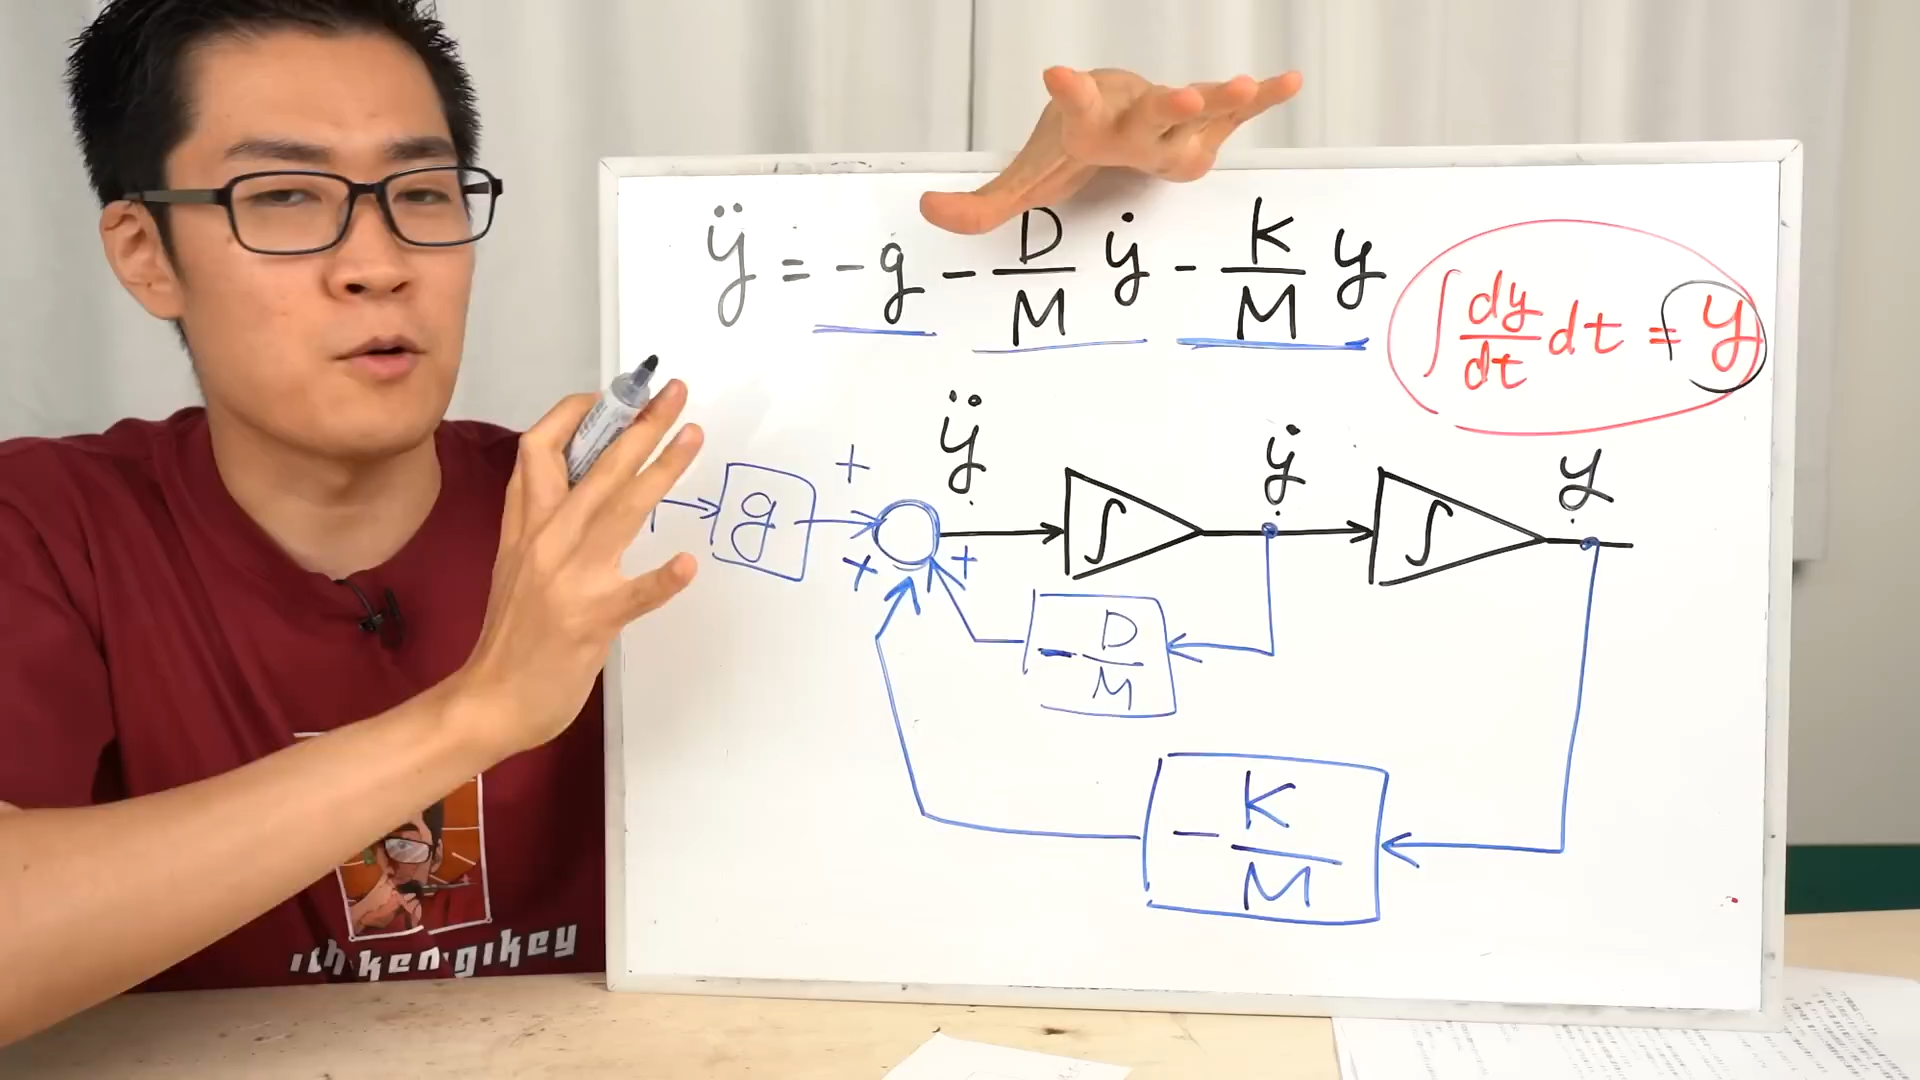 ÿ = -g - D/M ẏ - K/M y
∫ dy/dt dt = y
ÿ
ẏ
y
+
g
∫
∫
+
+
- D/M
- K/M